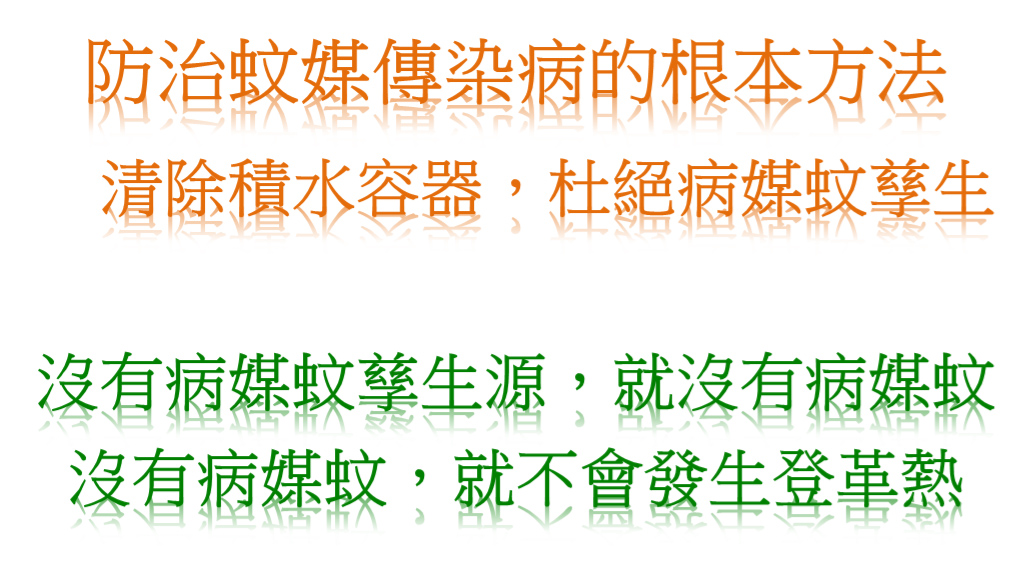 防治蚊媒傳染病的根本方法
清除積水容器，杜絕病媒蚊孳生
沒有病媒蚊孳生源，就沒有病媒蚊
沒有病媒蚊，就不會發生登革熱